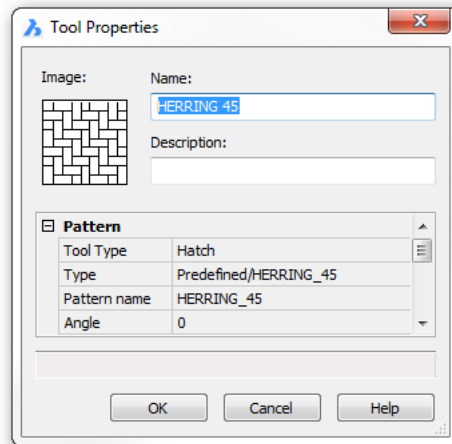 Tool Properties
Image:
Name:
HERRING 45
Description:
Pattern
Tool Type Hatch
Type Predefined/HERRING_45
Pattern name HERRING_45
Angle 0
OK Cancel Help